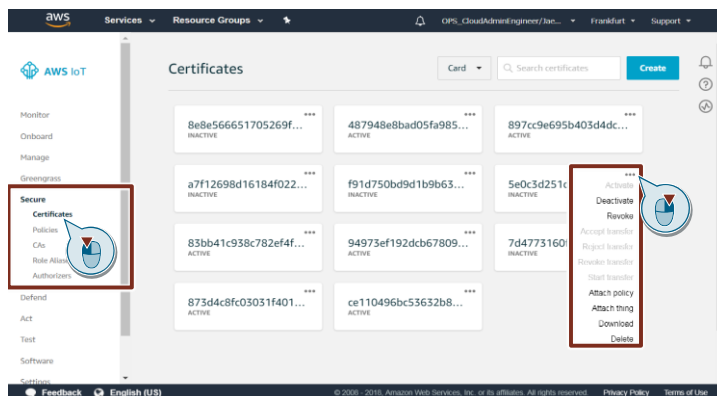 aws Services Resource Groups OPS_CloudAdminEngineer/Jae... Frankfurt Support
AWS IoT
Monitor
Onboard
Manage
Greengrass
Secure
Certificates
Policies
CAs
Role Aliase
Authorizers
Defend
Act
Test
Software
Settings
Certificates
Card Search certificates Create
8e8e566651705269f... ...
INACTIVE
487948e8bad05fa985... ...
ACTIVE
897cc9e695b403d4dc... ...
ACTIVE
a7f12698d16184f022... ...
INACTIVE
f91d750bd9d1b9b63... ...
INACTIVE
5e0c3d251c
INACTIVE
83bb41c938c782ef4f... ...
ACTIVE
94973ef192dcb67809... ...
ACTIVE
7d4773160
INACTIVE
873d4c8fc03031f401... ...
ACTIVE
ce110496bc53632b8... ...
ACTIVE
...
Activate
Deactivate
Revoke
Accept transfer
Reject transfer
Revoke transfer
Start transfer
Attach policy
Attach thing
Download
Delete
Feedback English (US) © 2008 - 2018, Amazon Web Services, Inc. or its affiliates. All rights reserved. Privacy Policy Terms of Use